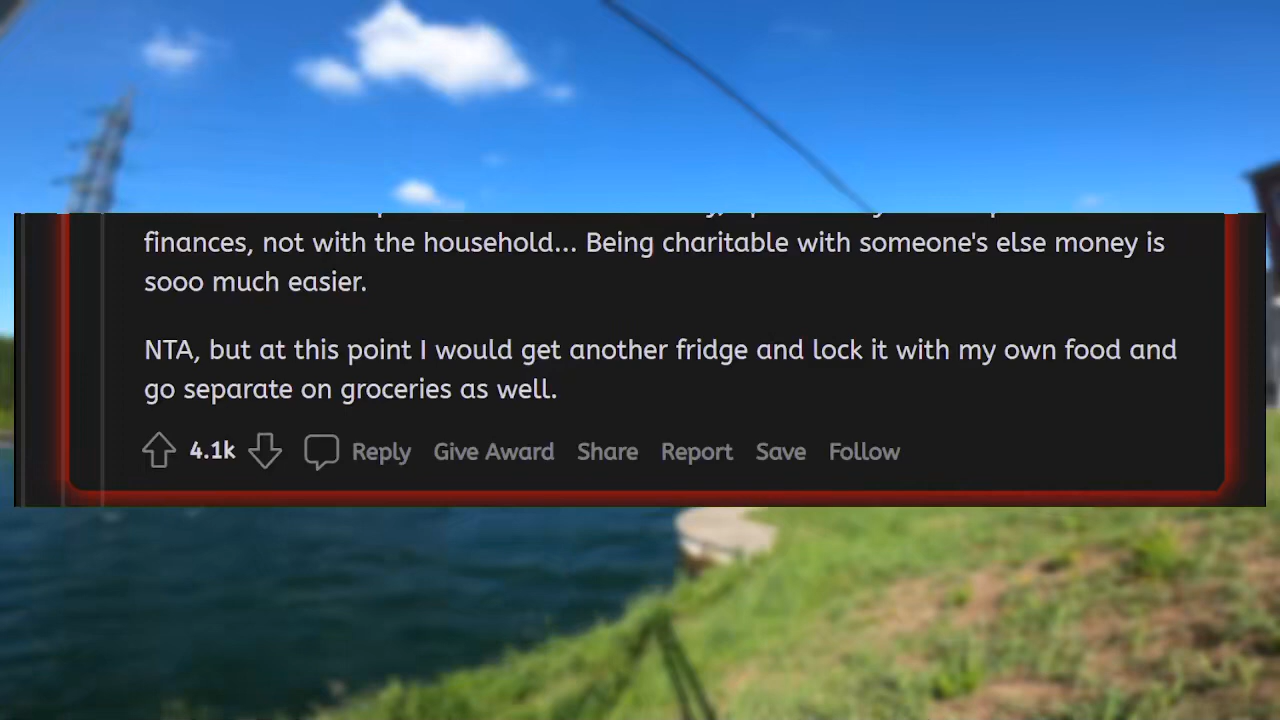 finances, not with the household... Being charitable with someone's else money is
sooo much easier.
NTA, but at this point I would get another fridge and lock it with my own food and
go separate on groceries as well.
4.1k Reply Give Award Share Report Save Follow